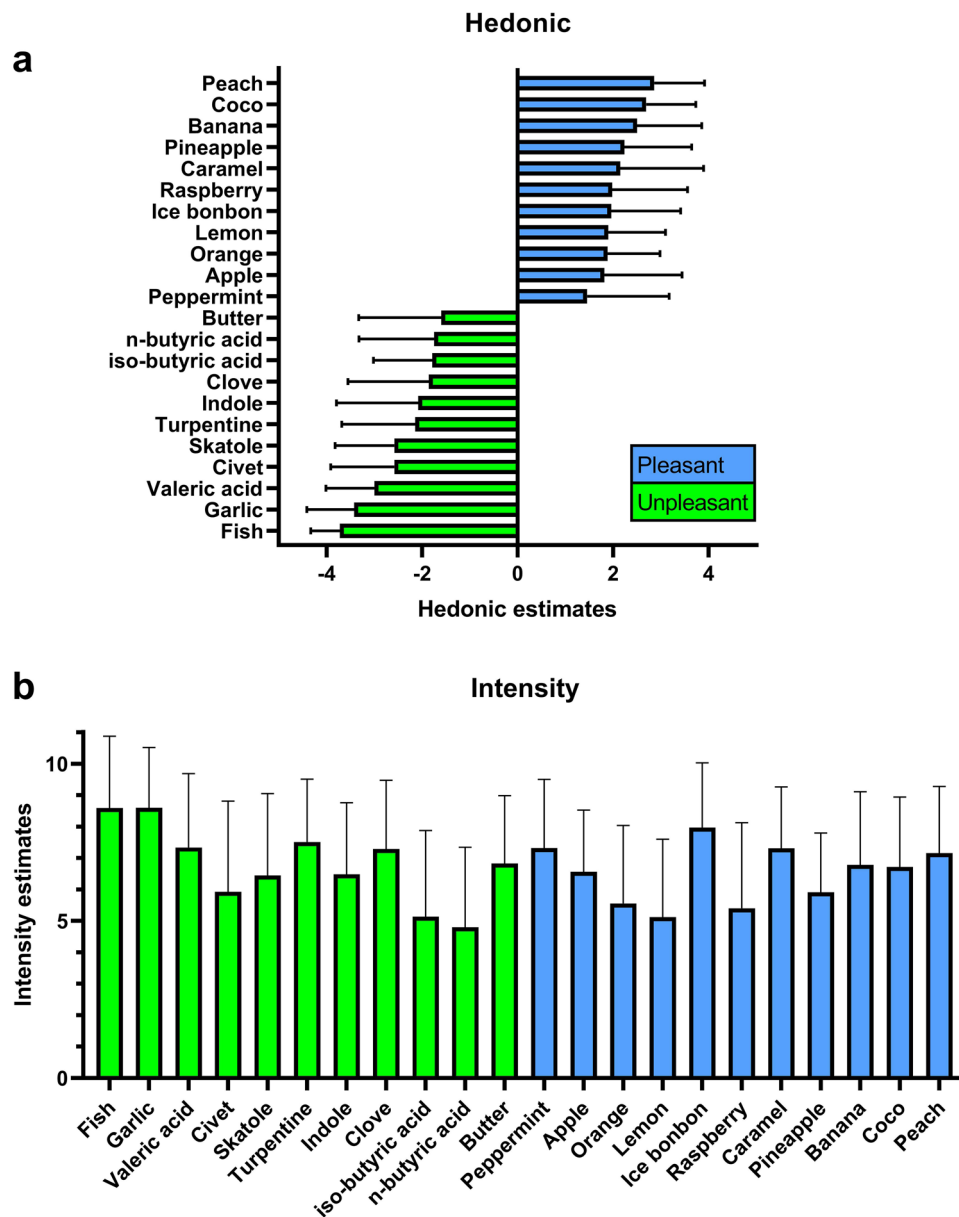 Hedonic
a
Peach
Coco
Banana
Pineapple
Caramel
Raspberry
Ice bonbon
Lemon
Orange
Apple
Peppermint
Butter
n-butyric acid
iso-butyric acid
Clove
Indole
Turpentine
Skatole
Civet
Valeric acid
Garlic
Fish
Pleasant
Unpleasant
-4 -2 0 2 4
Hedonic estimates
b
Intensity
Intensity estimates
10
5
0
Fish
Garlic
Valeric acid
Civet
Skatole
Turpentine
Indole
Clove
iso-butyric acid
n-butyric acid
Butter
Peppermint
Apple
Orange
Lemon
Ice bonbon
Raspberry
Caramel
Pineapple
Banana
Coco
Peach